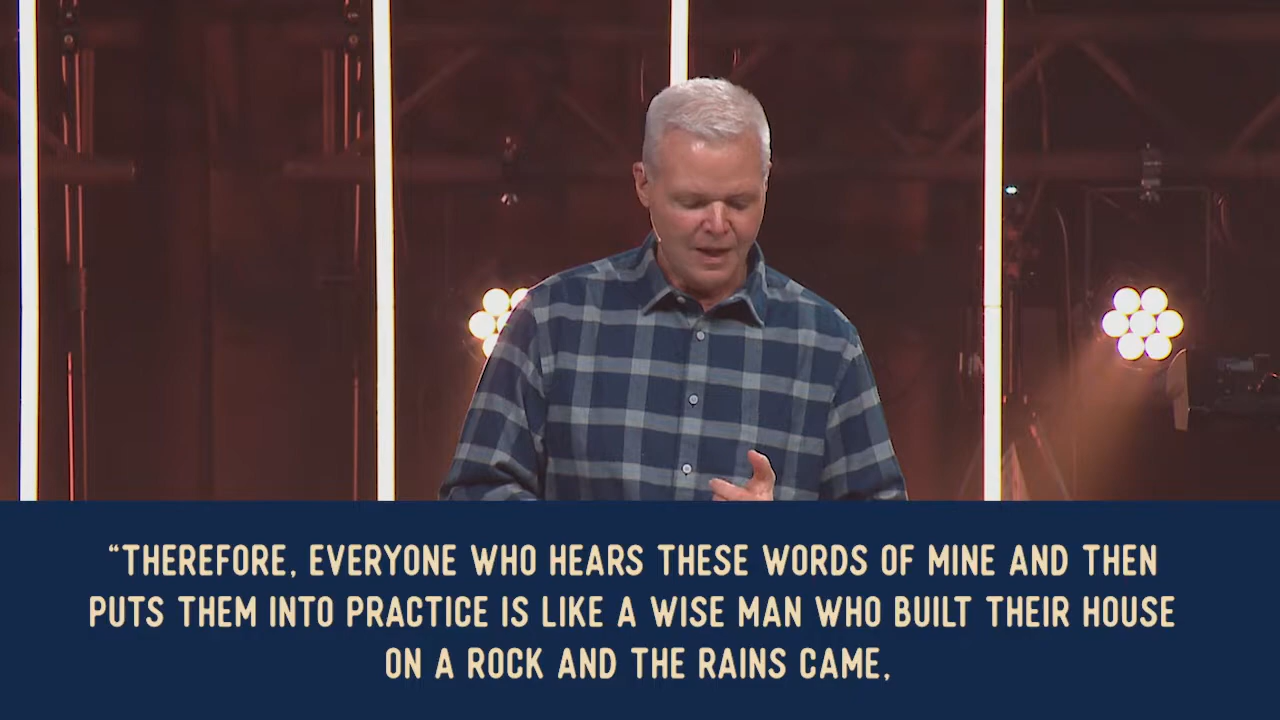 “THEREFORE, EVERYONE WHO HEARS THESE WORDS OF MINE AND THEN
PUTS THEM INTO PRACTICE IS LIKE A WISE MAN WHO BUILT THEIR HOUSE
ON A ROCK AND THE RAINS CAME,